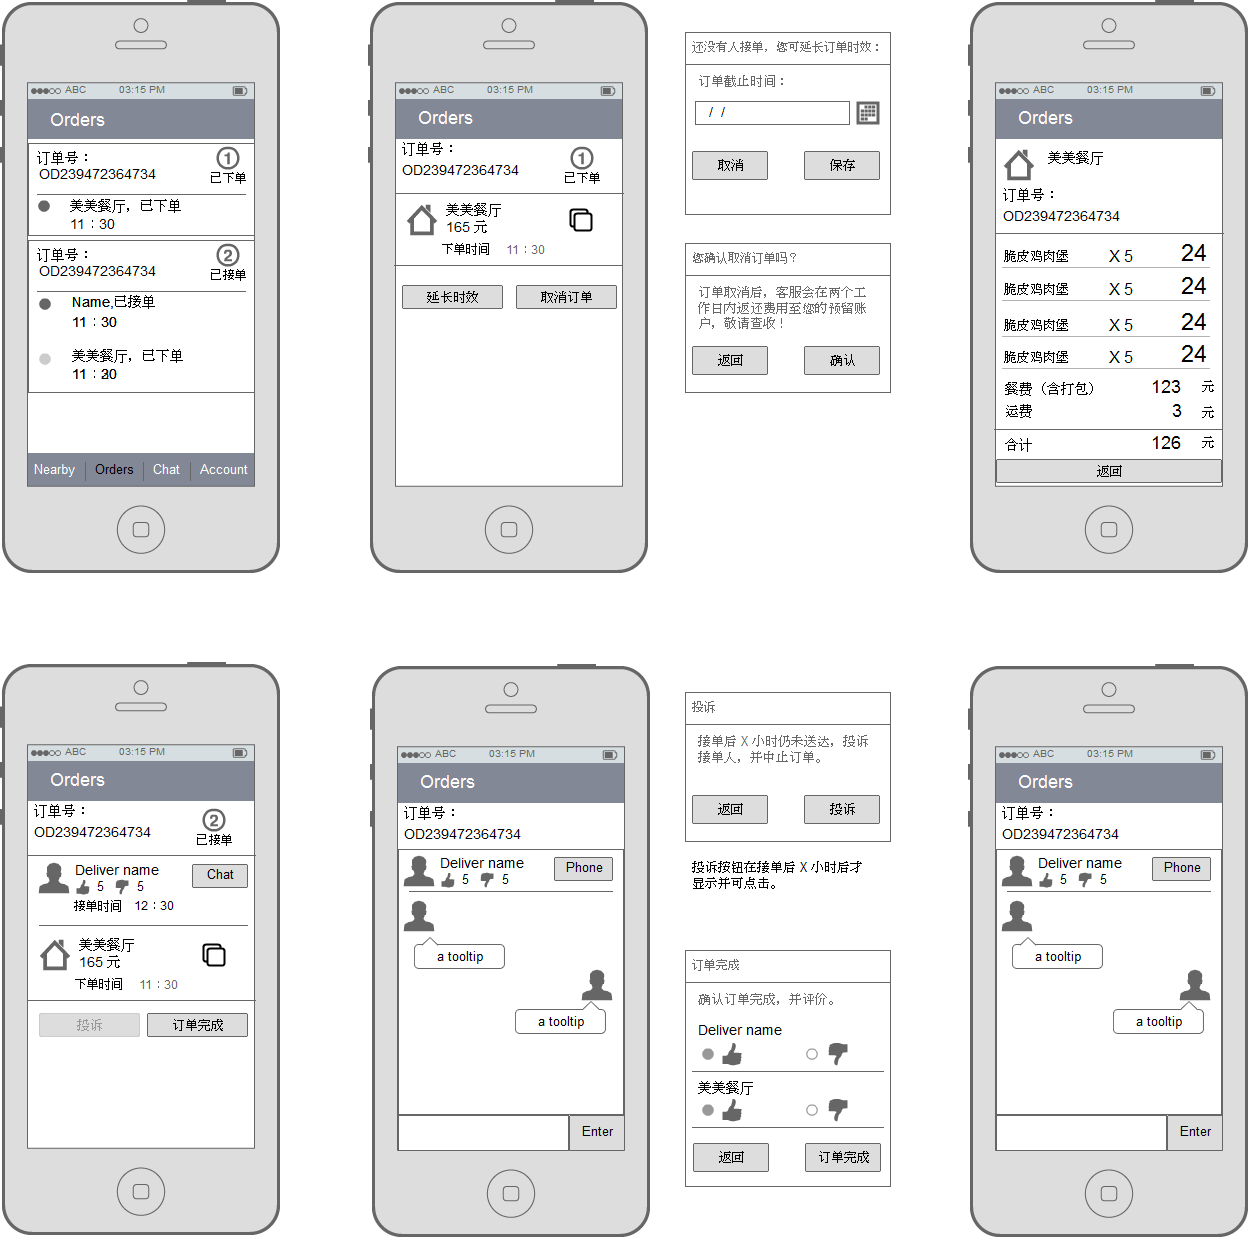 ABC 03:15 PM
Orders
订单号：
OD239472364734
①
已下单
美美餐厅，已下单
11：30
订单号：
OD239472364734
②
已接单
Name,已接单
11：30
美美餐厅，已下单
11：20
Nearby
Orders
Chat
Account
ABC 03:15 PM
Orders
订单号：
OD239472364734
①
已下单
美美餐厅
165 元
下单时间 11：30
延长时效
取消订单
还没有人接单，您可延长订单时效：
订单截止时间：
/ /
取消
保存
您确认取消订单吗？
订单取消后，客服会在两个工
作日内返还费用至您的预留账
户，敬请查收！
返回
确认
ABC 03:15 PM
Orders
美美餐厅
订单号：
OD239472364734
脆皮鸡肉堡 X 5 24
脆皮鸡肉堡 X 5 24
脆皮鸡肉堡 X 5 24
脆皮鸡肉堡 X 5 24
餐费（含打包） 123 元
运费 3 元
合计 126 元
返回
ABC 03:15 PM
Orders
订单号：
OD239472364734
②
已接单
Deliver name
5 5
Chat
接单时间 12：30
美美餐厅
165 元
下单时间 11：30
投诉
订单完成
ABC 03:15 PM
Orders
订单号：
OD239472364734
Deliver name
5 5
Phone
a tooltip
a tooltip
Enter
投诉
接单后 X 小时仍未送达，投诉
接单人，并中止订单。
返回
投诉
投诉按钮在接单后 X 小时后才
显示并可点击。
订单完成
确认订单完成，并评价。
Deliver name
美美餐厅
返回
订单完成
ABC 03:15 PM
Orders
订单号：
OD239472364734
Deliver name
5 5
Phone
a tooltip
a tooltip
Enter